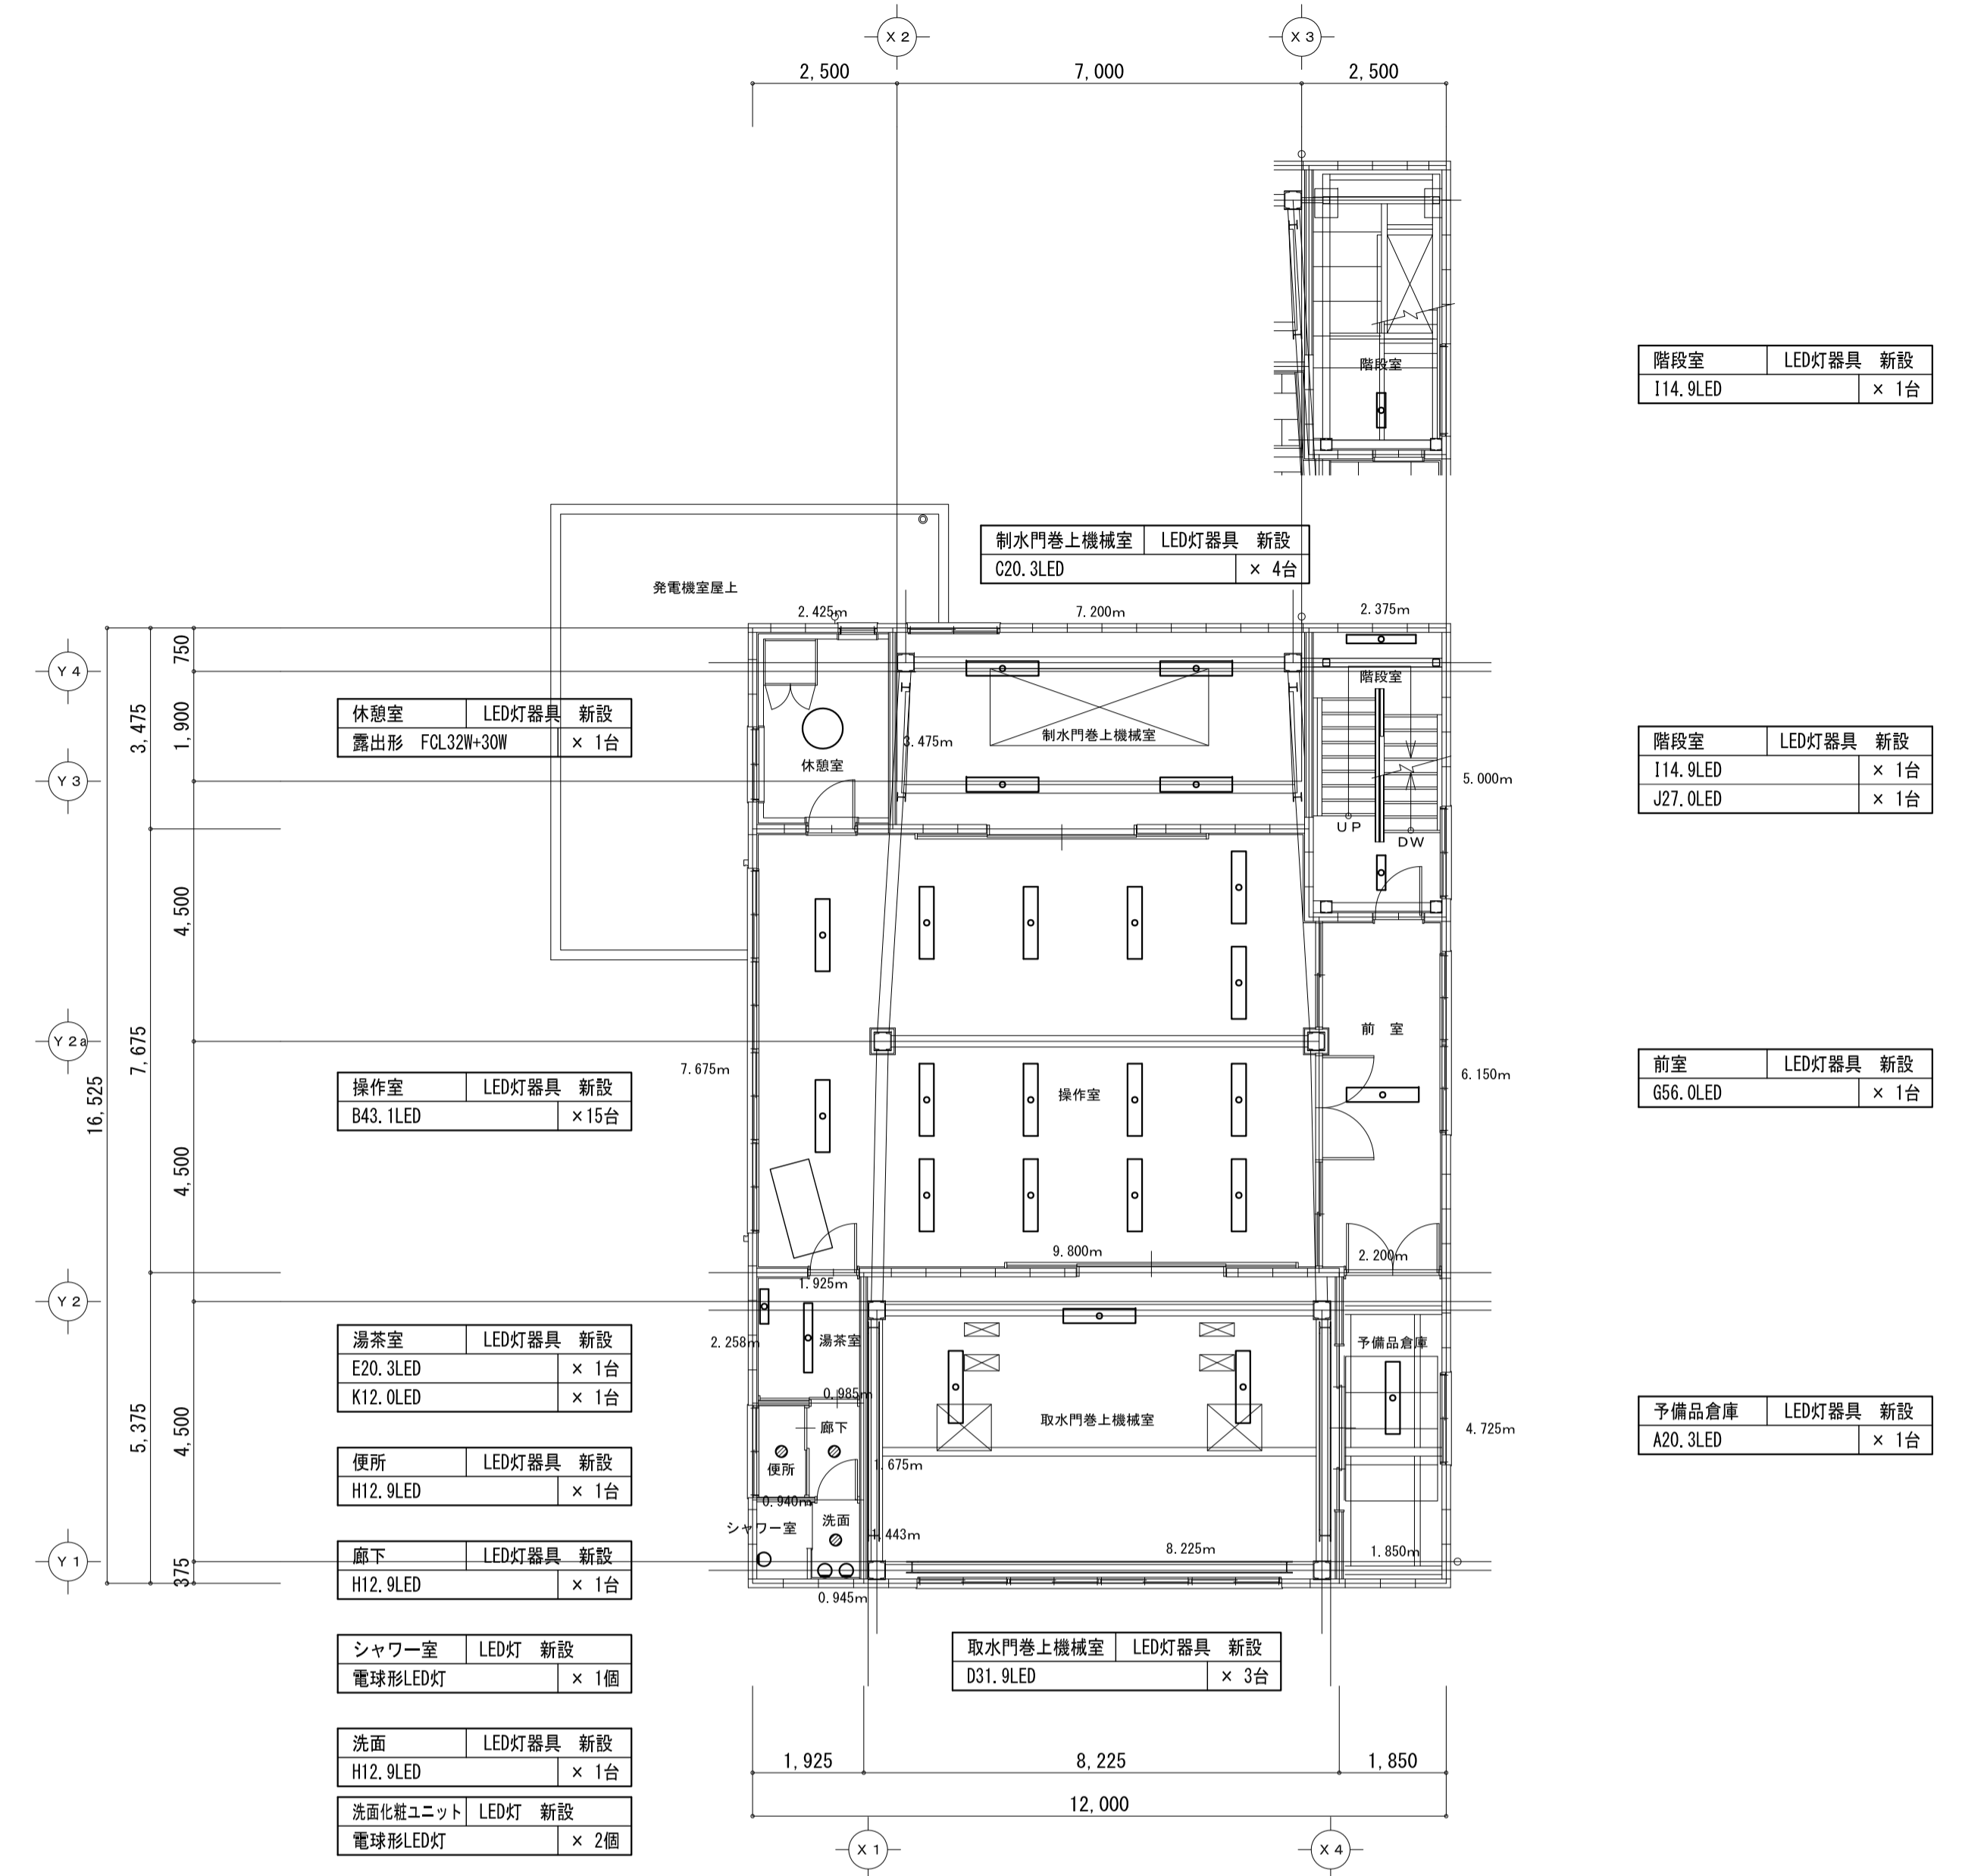 X2
X3
2,500
7,000
2,500
階段室
階段室 LED灯器具 新設
I14.9LED × 1台
制水門巻上機械室 LED灯器具 新設
C20.3LED × 4台
発電機室屋上
2.425m
7.200m
2.375m
750
Y4
階段室
休憩室 LED灯器具 新設
露出形 FCL32W+30W × 1台
3,475
1,900
3.475m
制水門巻上機械室
休憩室
階段室 LED灯器具 新設
I14.9LED × 1台
J27.0LED × 1台
Y3
5.000m
UP
DW
4,500
前 室
Y2a
7,675
7.675m
6.150m
16,525
操作室 LED灯器具 新設
B43.1LED ×15台
操作室
前室 LED灯器具 新設
G56.0LED × 1台
4,500
9.800m
2.200m
1.925m
Y2
湯茶室 LED灯器具 新設
E20.3LED × 1台
K12.0LED × 1台
2.258m
湯茶室
予備品倉庫
0.985m
取水門巻上機械室
廊下
5,375
4,500
4.725m
予備品倉庫 LED灯器具 新設
A20.3LED × 1台
便所 LED灯器具 新設
H12.9LED × 1台
便所
1.675m
0.940m
シャワー室
洗面
1.443m
8.225m
1.850m
Y1
375
0.945m
廊下 LED灯器具 新設
H12.9LED × 1台
シャワー室 LED灯 新設
電球形LED灯 × 1個
取水門巻上機械室 LED灯器具 新設
D31.9LED × 3台
洗面 LED灯器具 新設
H12.9LED × 1台
洗面化粧ユニット LED灯 新設
電球形LED灯 × 2個
1,925
8,225
1,850
12,000
X1
X4